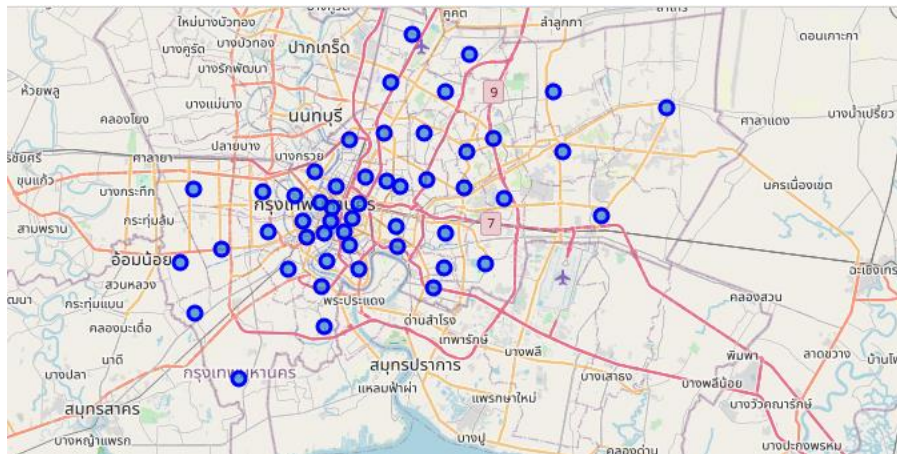 ใหม่บางบัวทอง
คูคต
ลำลูกกา
บางคูรัด
บางบัวทอง
ปากเกร็ด
ดอนเกาะกา
บางรักพัฒนา
ห้วยพลู
9
บางแม่นาง
คลองโยง
นนทบุรี
ศาลาแดง
บางน้ำเปรี้ยว
ปลายบาง
ศาลายา
บางกรวย
ขุนแก้ว
บางกระทึก
นครเนื่องเขต
กระทุ่มล้ม
สามพราน
7
อ้อมน้อย
สวนหลวง
ฉะเชิงเทร
พระประแดง
คลองสวน
กระทุ่มแบน
คลองมะเดื่อ
ด่านสำโรง
เทพารักษ์
นาดี
บางพลี
พิมพา
ลาดขวาง
สมุทรปราการ
บางปลา
กรุงเทพมหานคร
บางเสาธง
บางพลีน้อย
แหลมฟ้าผ่า
สมุทรสาคร
แพรกษาใหม่
บางวัวคณารักษ์
บางหญ้าแพรก
บางปู
คลองด่าน
บางปะกงพรหม